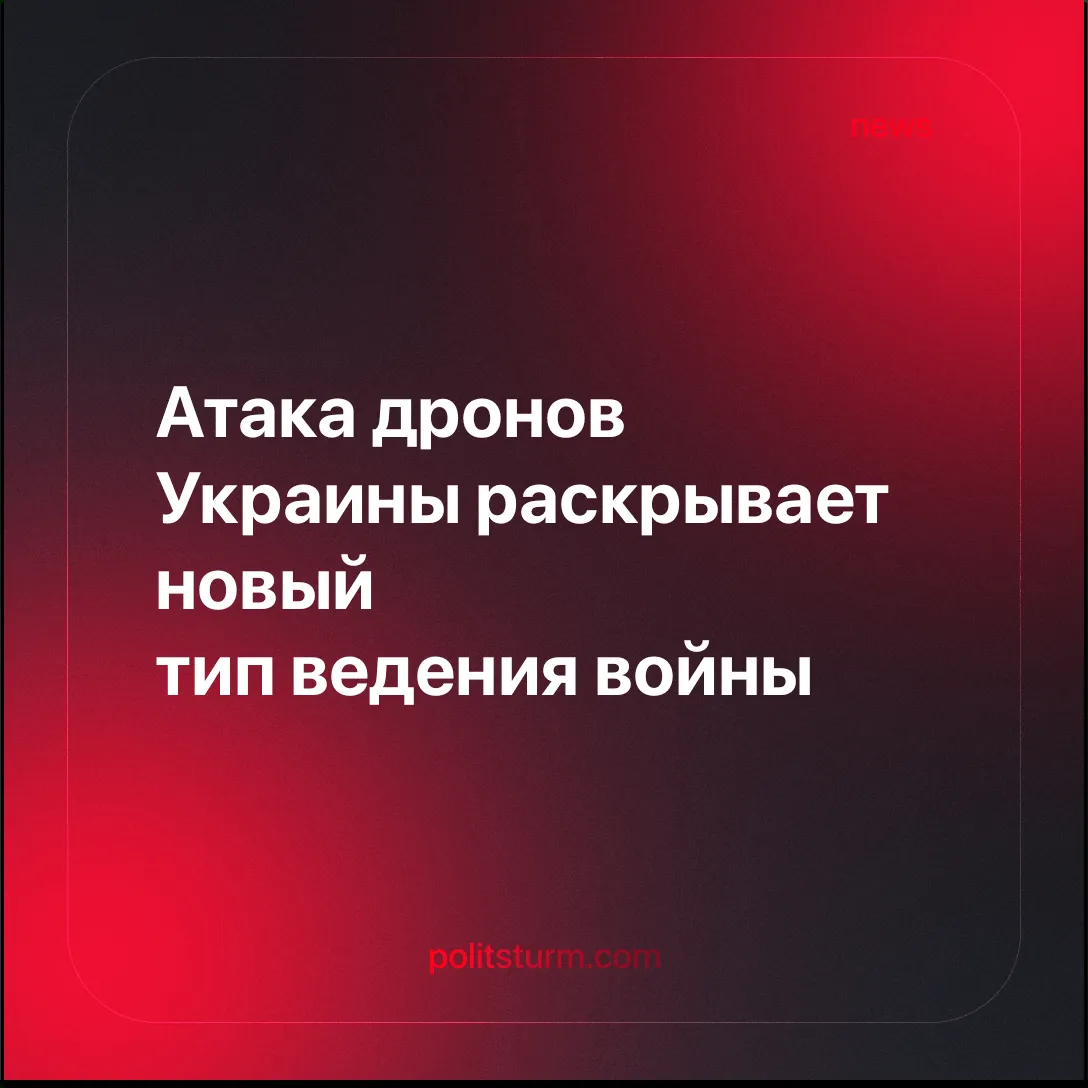 news
Атака дронов
Украины раскрывает
новый
тип ведения войны
politsturm.com